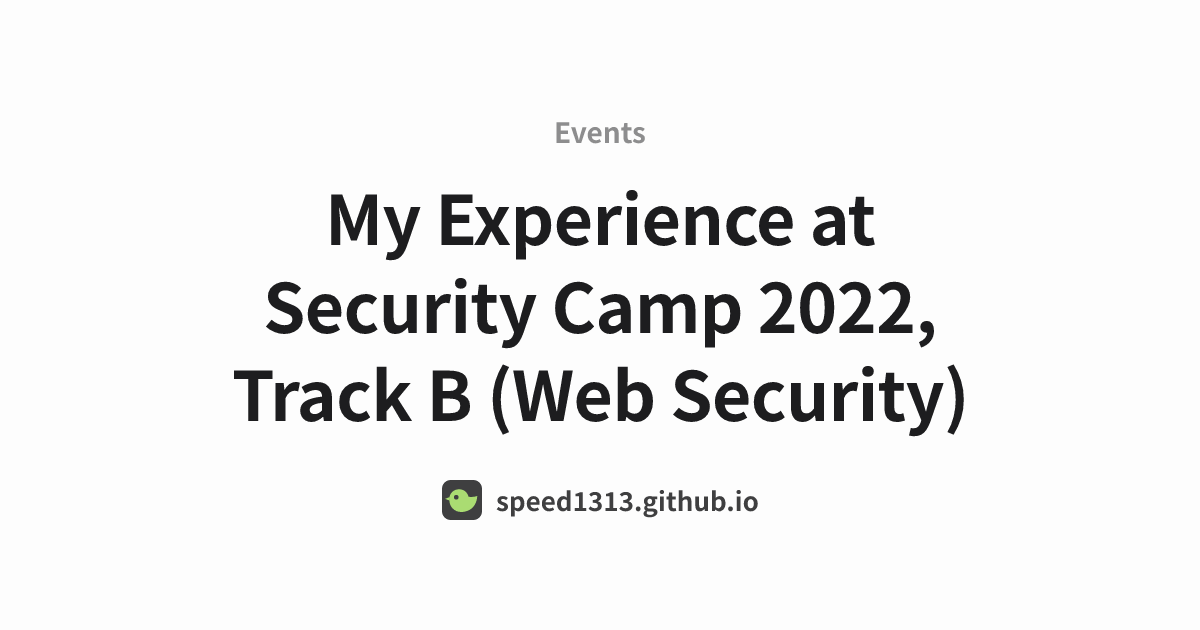 Events
My Experience at
Security Camp 2022,
Track B (Web Security)
speed1313.github.io